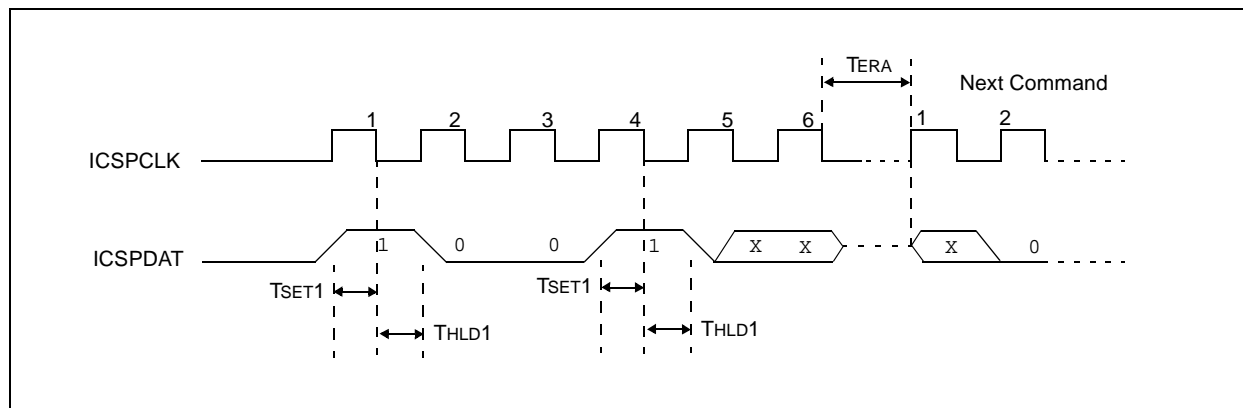 TERA
Next Command
1 2 3 4 5 6 1 2
ICSPCLK
ICSPDAT
1 0 0 1 X X X 0
TSET1 TSET1
THLD1 THLD1